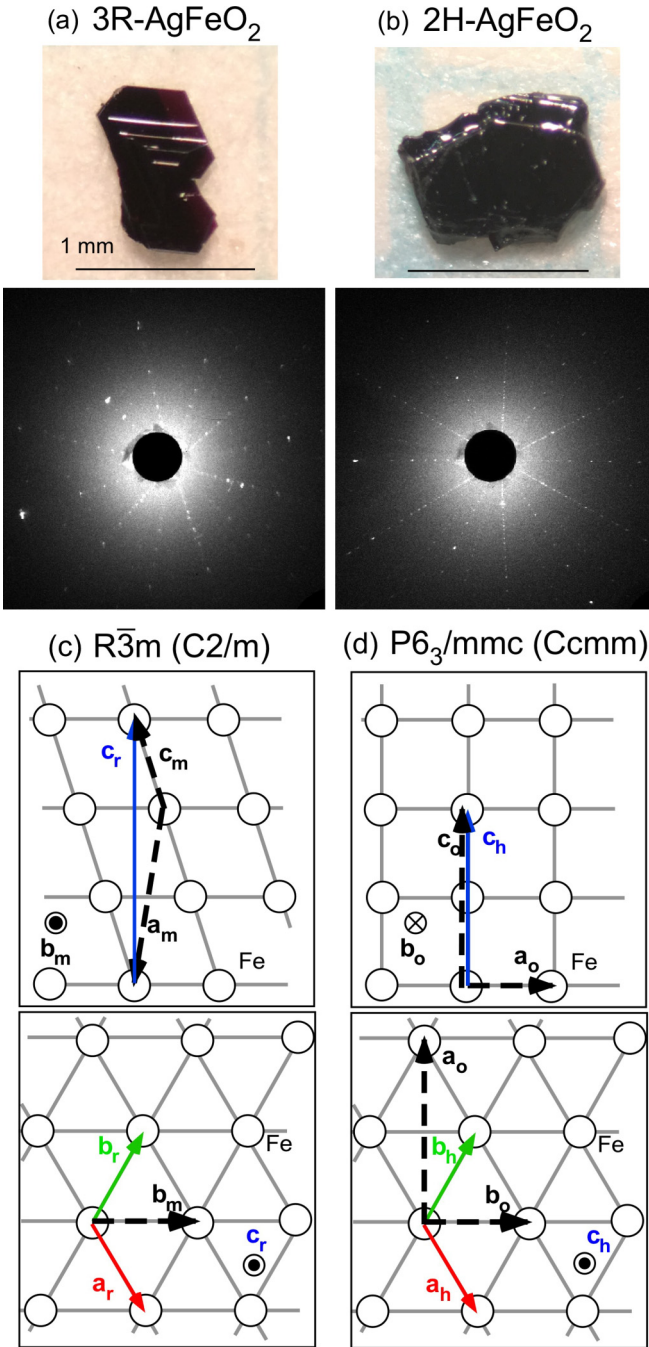 (a) 3R-AgFeO₂
(b) 2H-AgFeO₂
1 mm
(c) R3̅m (C2/m)
(d) P6₃/mmc (Ccmm)
cᵣ
cₘ
aₘ
bₘ
Fe
cₒ
cₕ
bₒ
aₒ
Fe
bᵣ
Fe
bₘ
cᵣ
aᵣ
aₒ
bₕ
Fe
bₒ
cₕ
aₕ